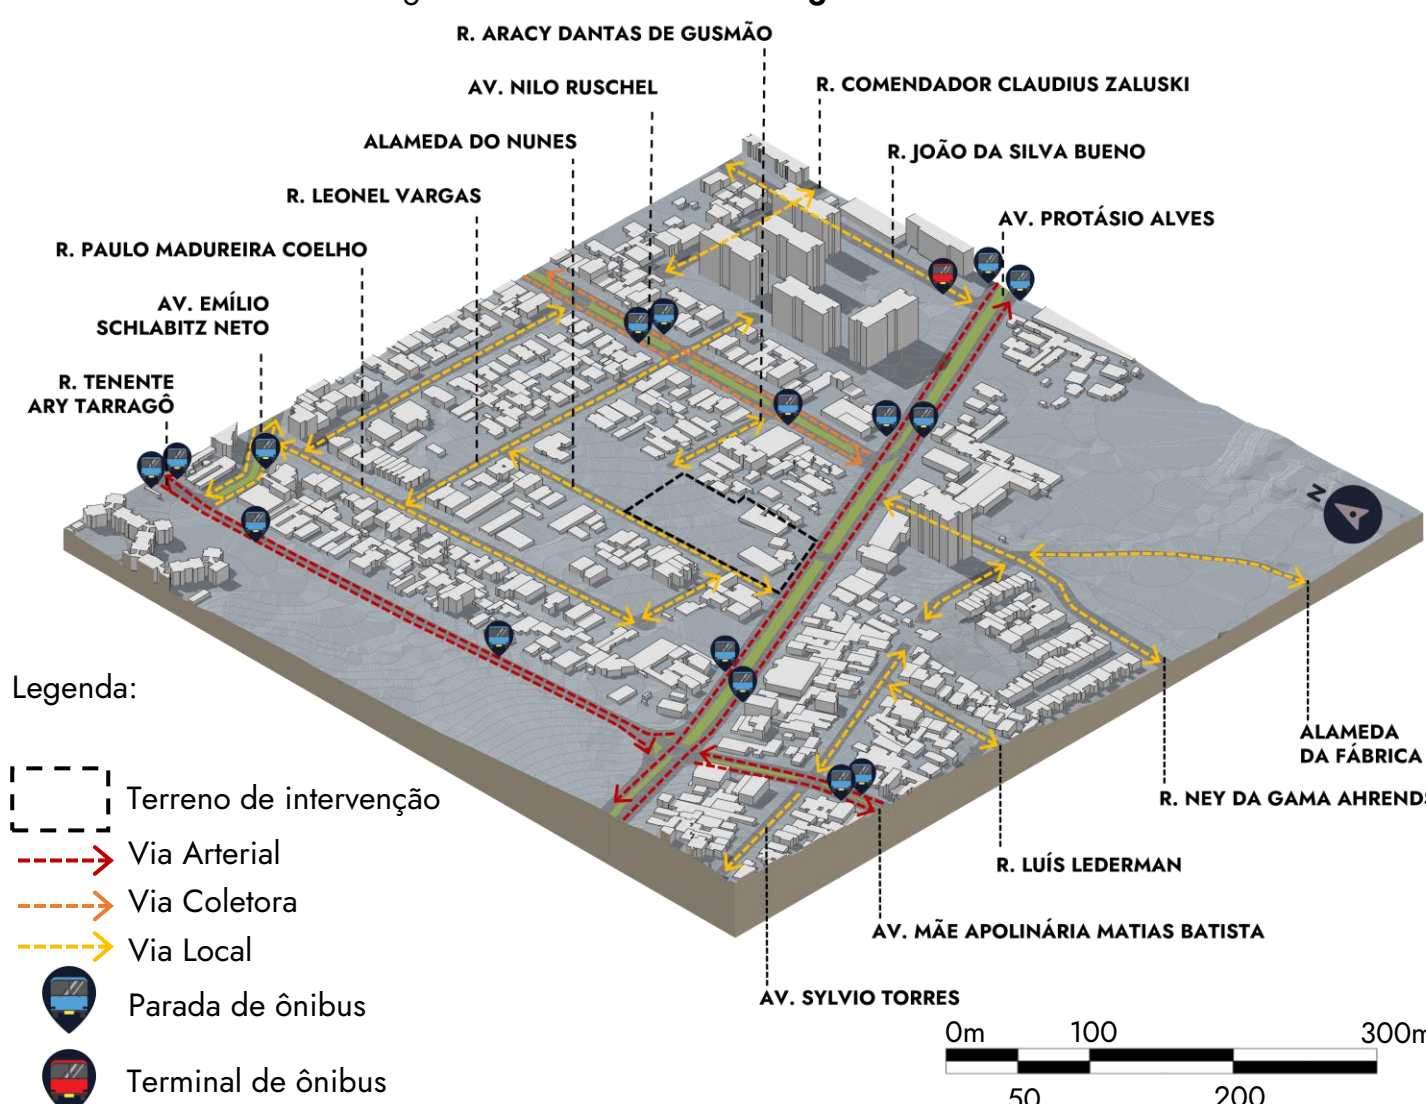 R. ARACY DANTAS DE GUSMÃO
AV. NILO RUSCHEL
R. COMENDADOR CLAUDIUS ZALUSKI
ALAMEDA DO NUNES
R. JOÃO DA SILVA BUENO
R. LEONEL VARGAS
AV. PROTÁSIO ALVES
R. PAULO MADUREIRA COELHO
AV. EMÍLIO
SCHLABITZ NETO
R. TENENTE
ARY TARRAGÔ
N
Legenda:
Terreno de intervenção
Via Arterial
Via Coletora
Via Local
Parada de ônibus
Terminal de ônibus
ALAMEDA
DA FÁBRICA
R. NEY DA GAMA AHRENDS
R. LUÍS LEDERMAN
AV. MÃE APOLINÁRIA MATIAS BATISTA
AV. SYLVIO TORRES
0m 100 300m
50 200